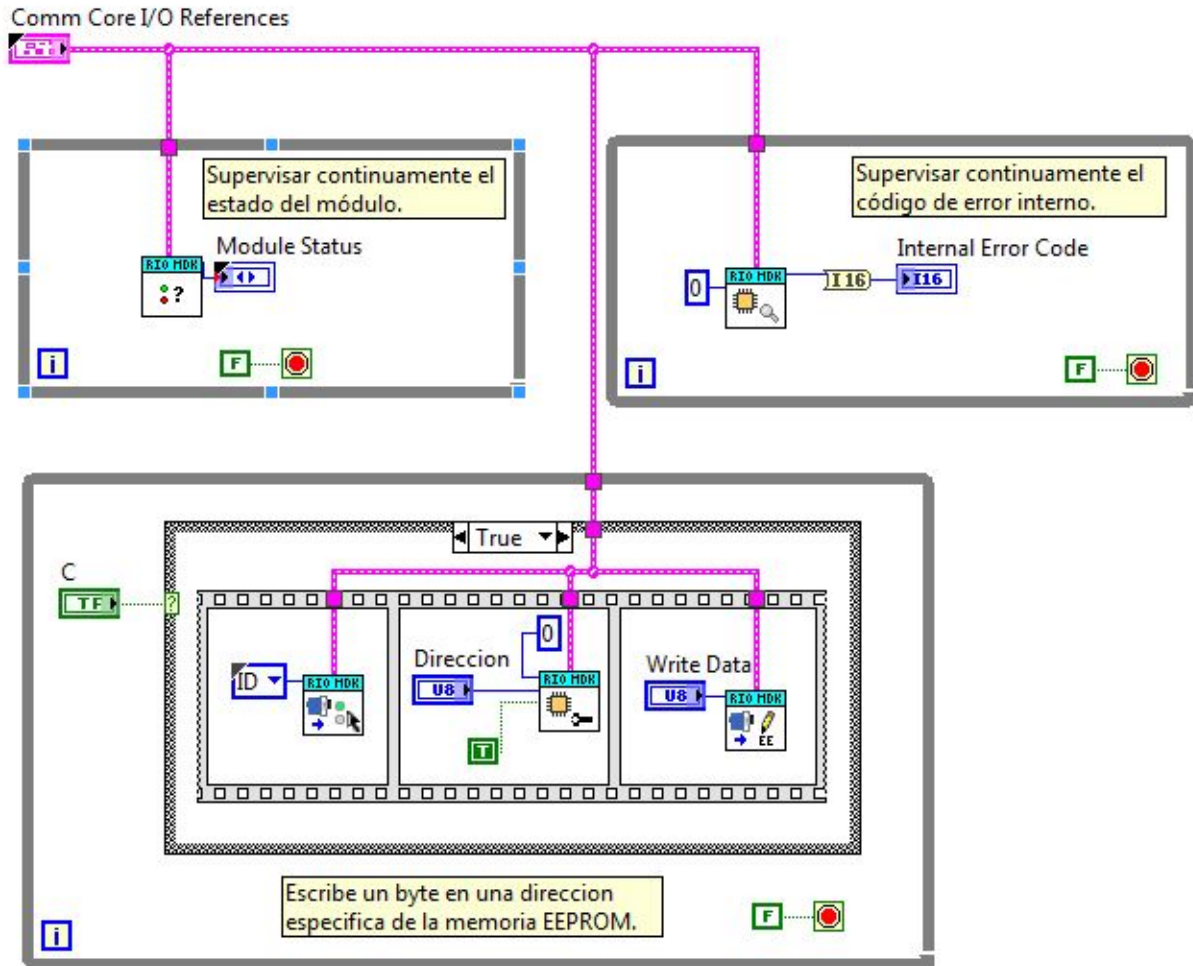 Comm Core I/O References
Supervisar continuamente el
estado del módulo.
Module Status
RIO MDK
?
i
F
Supervisar continuamente el
código de error interno.
Internal Error Code
0
RIO MDK
I16
I16
i
F
True
C
TF
?
ID
RIO MDK
Direccion
0
U8
RIO MDK
T
Write Data
U8
RIO MDK
EE
Escribe un byte en una direccion
especifica de la memoria EEPROM.
i
F